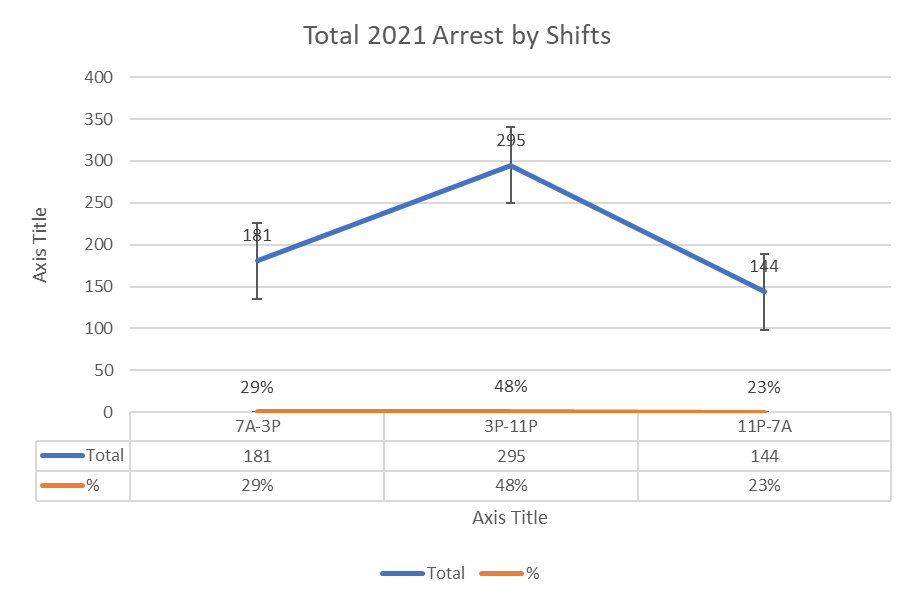 Total 2021 Arrest by Shifts
400
350
300
250
200
150
100
50
0
Axis Title
181
295
144
29%
48%
23%
7A-3P 3P-11P 11P-7A
Total 181 295 144
% 29% 48% 23%
Axis Title
Total %